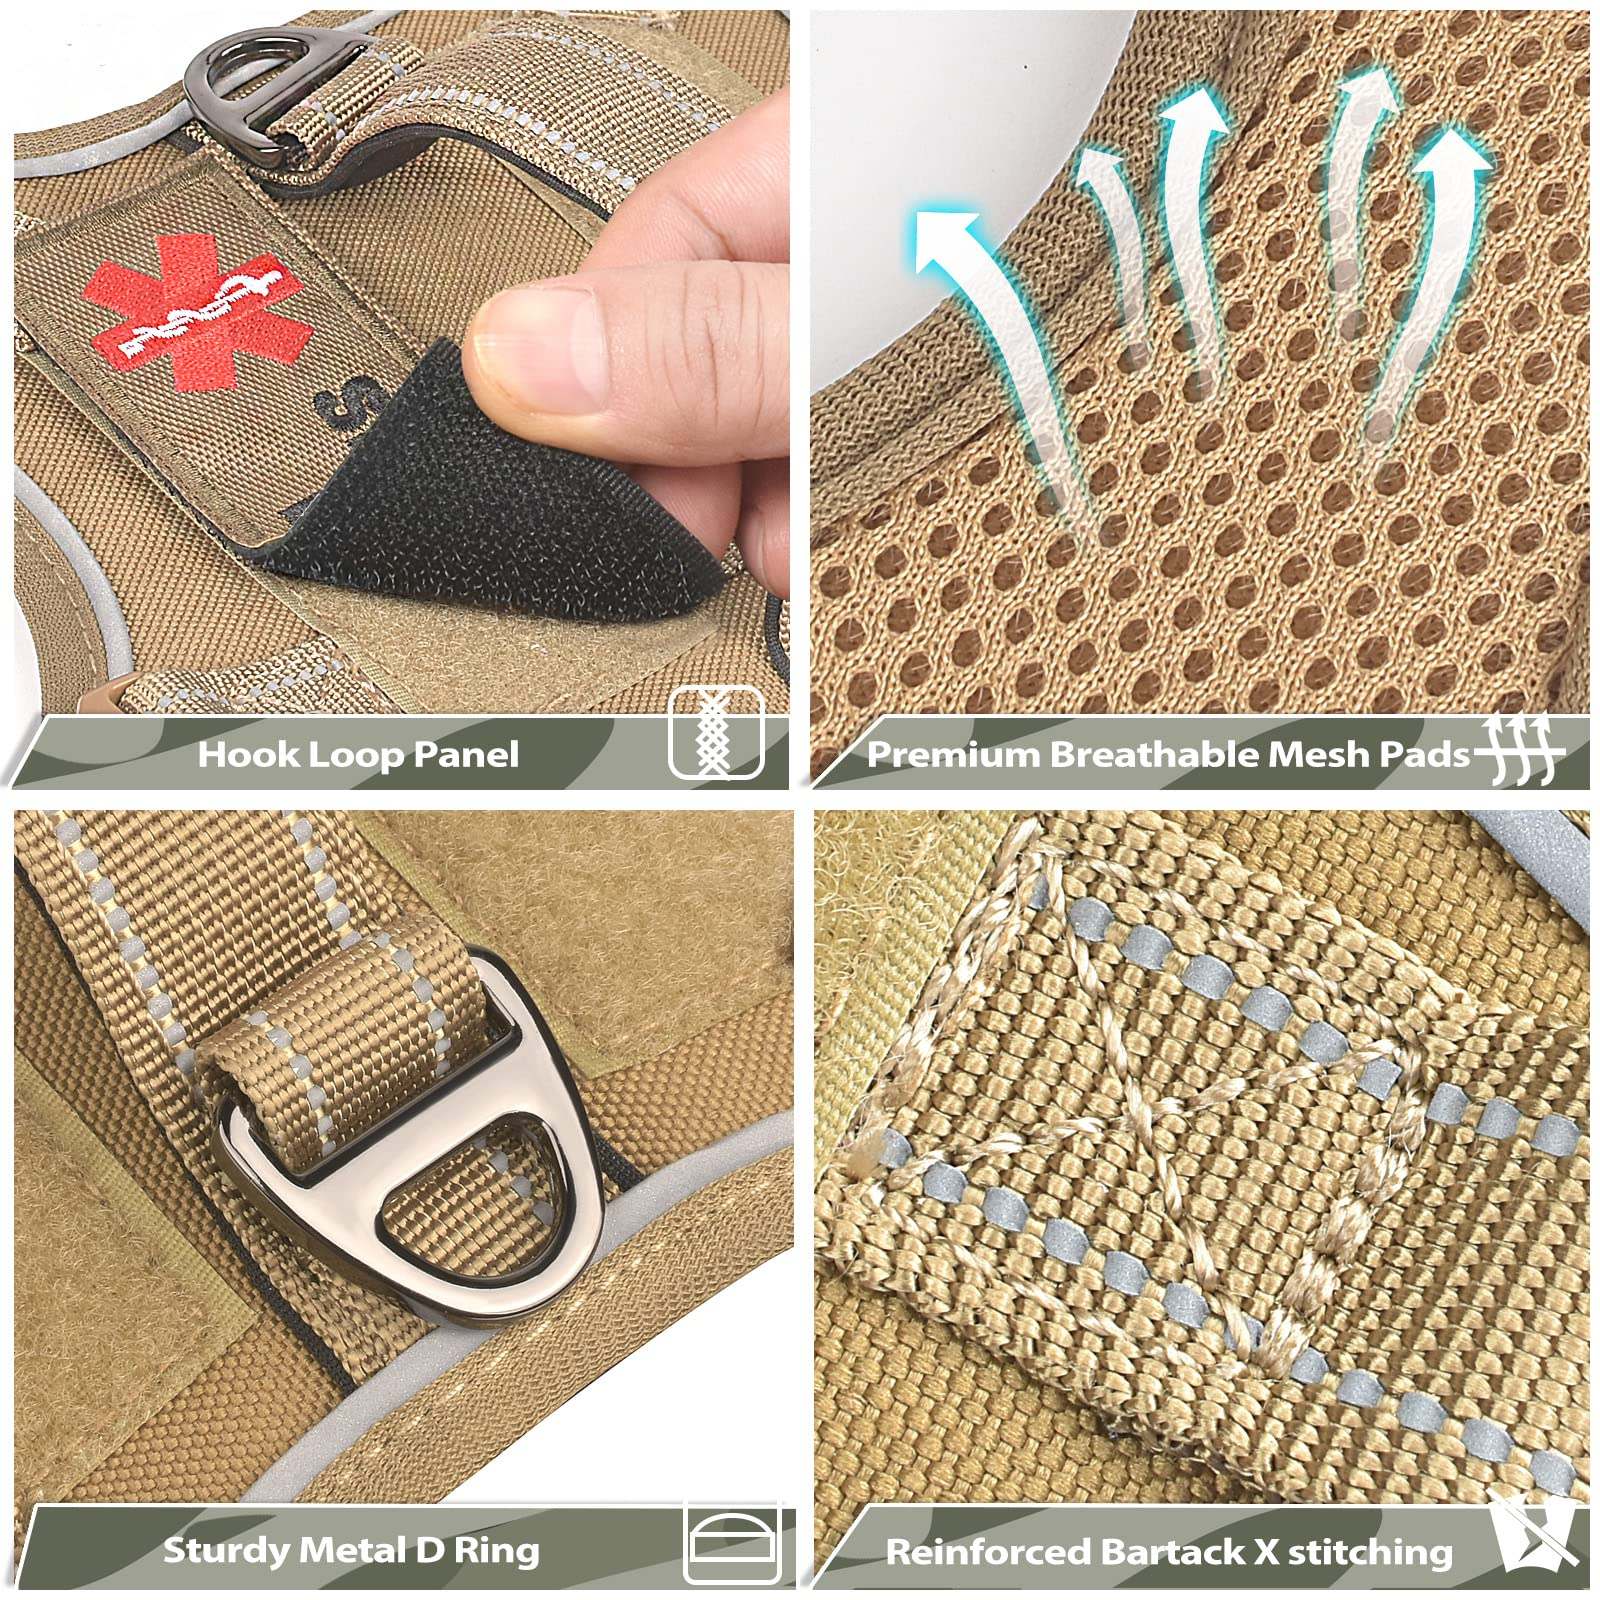 S
Hook Loop Panel
Premium Breathable Mesh Pads
Sturdy Metal D Ring
Reinforced Bartack X stitching